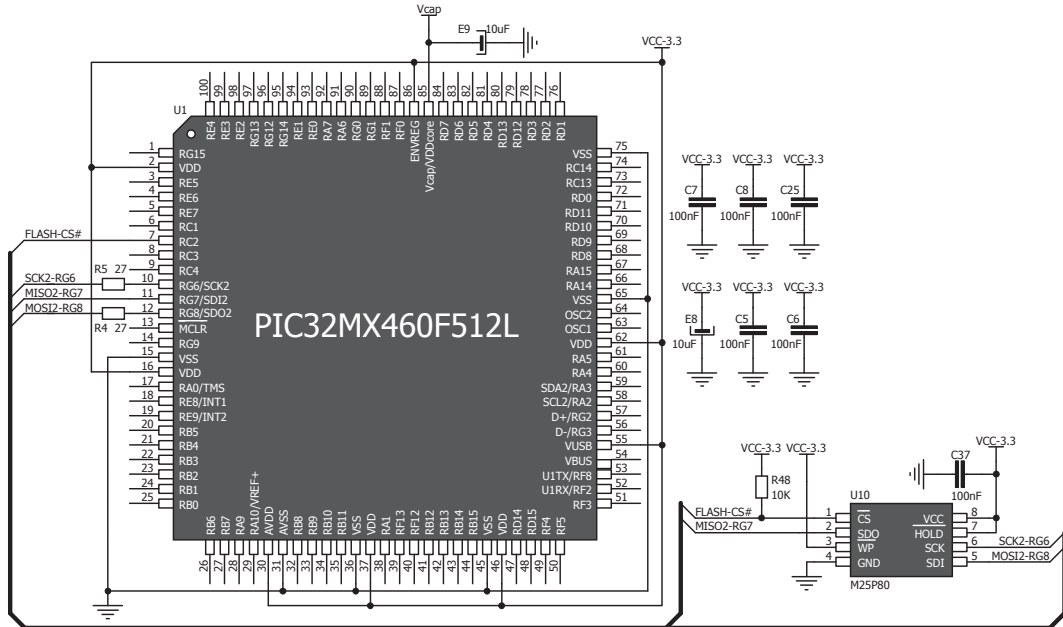 Vcap
E9 10uF
VCC-3.3
100 99 98 97 96 95 94 93 92 91 90 89 88 87 86 85 84 83 82 81 80 79 78 77 76
U1
RE4 RE3 RE2 RG13 RG12 RG14 RE1 RE0 RA7 RA6 RG0 RG1 RF1 RF0 ENVREG Vcap/VDDcore RD7 RD6 RD5 RD4 RD13 RD12 RD3 RD2 RD1
1 RG15
2 VDD
3 RE5
4 RE6
5 RE7
6 RC1
FLASH-CS# 7 RC2
8 RC3
R5 27 9 RC4
SCK2-RG6 10 RG6/SCK2
MISO2-RG7 11 RG7/SDI2
MOSI2-RG8 12 RG8/SDO2
R4 27 13 MCLR
14 RG9
15 VSS
16 VDD
17 RA0/TMS
18 RE8/INT1
19 RE9/INT2
20 RB5
21 RB4
22 RB3
23 RB2
24 RB1
25 RB0
PIC32MX460F512L
VSS 75
RC14 74
RC13 73
RD0 72
RD11 71
RD10 70
RD9 69
RD8 68
RA15 67
RA14 66
VSS 65
OSC2 64
OSC1 63
VDD 62
RA5 61
RA4 60
SDA2/RA3 59
SCL2/RA2 58
D+/RG2 57
D-/RG3 56
VUSB 55
VBUS 54
U1TX/RF8 53
U1RX/RF2 52
RF3 51
RB6 RB7 RA9 RA10/VREF+ AVDD AVSS RB8 RB9 RB10 RB11 VSS VDD RA1 RF13 RF12 RB12 RB13 RB14 RB15 VSS VDD RD14 RD15 RF4 RF5
26 27 28 29 30 31 32 33 34 35 36 37 38 39 40 41 42 43 44 45 46 47 48 49 50
VCC-3.3 VCC-3.3 VCC-3.3
C7 C8 C25
100nF 100nF 100nF
VCC-3.3 VCC-3.3 VCC-3.3
E8 C5 C6
10uF 100nF 100nF
VCC-3.3 VCC-3.3 VCC-3.3
C37
100nF
R48
10K
U10
FLASH-CS# 1 CS VCC 8
MISO2-RG7 2 SDO HOLD 7
3 WP SCK 6 SCK2-RG6
4 GND SDI 5 MOSI2-RG8
M25P80